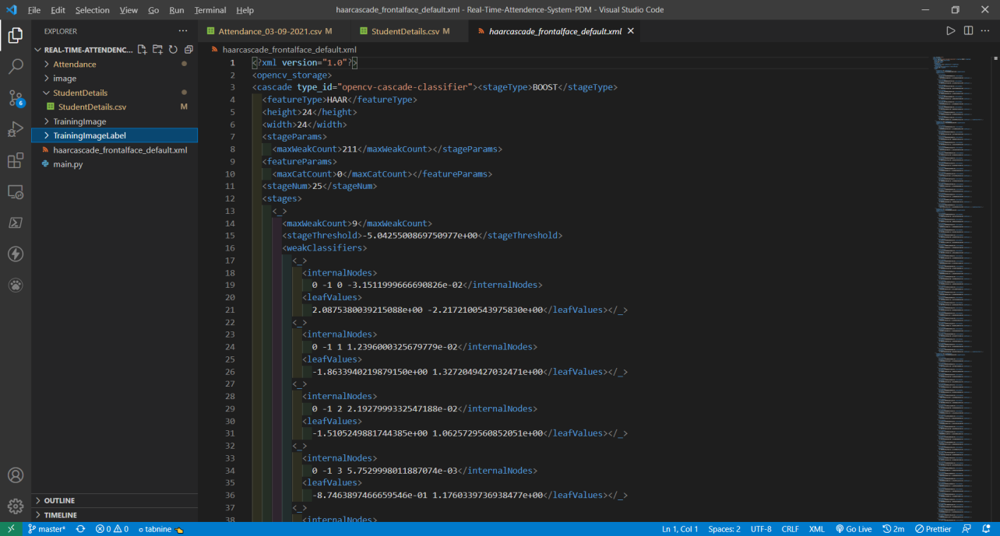 File Edit Selection View Go Run Terminal Help
haarcascade_frontalface_default.xml - Real-Time-Attendence-System-PDM - Visual Studio Code
EXPLORER
REAL-TIME-ATTENDENC...
Attendance
image
StudentDetails
StudentDetails.csv M
TrainingImage
TrainingImageLabel
haarcascade_frontalface_default.xml
main.py
OUTLINE
TIMELINE
6
Attendance_03-09-2021.csv M
StudentDetails.csv M
haarcascade_frontalface_default.xml
haarcascade_frontalface_default.xml
1 <?xml version="1.0"?>
2 <opencv_storage>
3 <cascade type_id="opencv-cascade-classifier"><stageType>BOOST</stageType>
4 <featureType>HAAR</featureType>
5 <height>24</height>
6 <width>24</width>
7 <stageParams>
8 <maxWeakCount>211</maxWeakCount></stageParams>
9 <featureParams>
10 <maxCatCount>0</maxCatCount></featureParams>
11 <stageNum>25</stageNum>
12 <stages>
13 <_>
14 <maxWeakCount>9</maxWeakCount>
15 <stageThreshold>-5.0425500869750977e+00</stageThreshold>
16 <weakClassifiers>
17 <_>
18 <internalNodes>
19 0 -1 0 -3.1511999666690826e-02</internalNodes>
20 <leafValues>
21 2.0875380039215088e+00 -2.2172100543975830e+00</leafValues></_>
22 <_>
23 <internalNodes>
24 0 -1 1 1.2396000325679779e-02</internalNodes>
25 <leafValues>
26 -1.8633940219879150e+00 1.3272049427032471e+00</leafValues></_>
27 <_>
28 <internalNodes>
29 0 -1 2 2.1927999332547188e-02</internalNodes>
30 <leafValues>
31 -1.5105249881744385e+00 1.0625729560852051e+00</leafValues></_>
32 <_>
33 <internalNodes>
34 0 -1 3 5.7529998011887074e-03</internalNodes>
35 <leafValues>
36 -8.7463897466659546e-01 1.1760339736938477e+00</leafValues></_>
37 <_>
38 <internalNodes>
master* 0 0 tabnine
Ln 1, Col 1 Spaces: 2 UTF-8 CRLF XML Go Live 2m Prettier